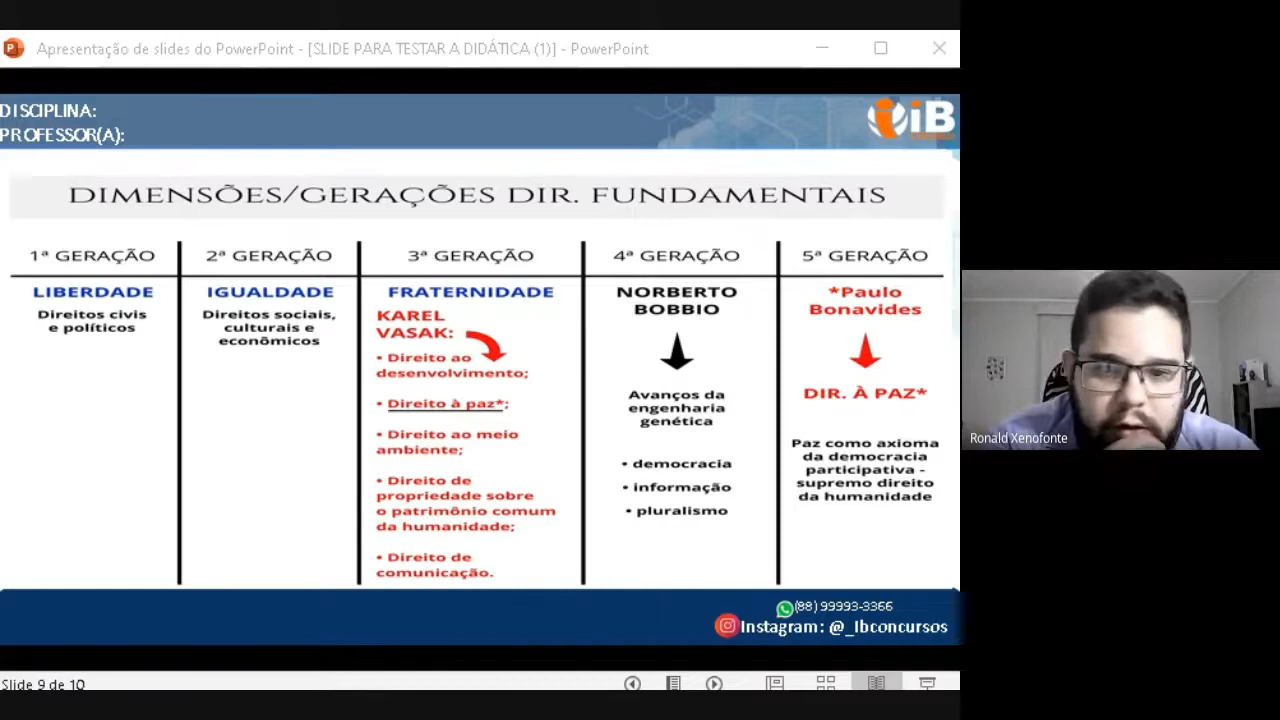 Apresentação de slides do PowerPoint - [SLIDE PARA TESTAR A DIDÁTICA (1)] - PowerPoint
DISCIPLINA:
PROFESSOR(A):
iB
DIMENSÕES/GERAÇÕES DIR. FUNDAMENTAIS
1ª GERAÇÃO
LIBERDADE
Direitos civis
e políticos
2ª GERAÇÃO
IGUALDADE
Direitos sociais,
culturais e
econômicos
3ª GERAÇÃO
FRATERNIDADE
KAREL
VASAK:
• Direito ao
desenvolvimento;
• Direito à paz*;
• Direito ao meio
ambiente;
• Direito de
propriedade sobre
o patrimônio comum
da humanidade;
• Direito de
comunicação.
4ª GERAÇÃO
NORBERTO
BOBBIO
Avanços da
engenharia
genética
• democracia
• informação
• pluralismo
5ª GERAÇÃO
*Paulo
Bonavides
DIR. À PAZ*
Paz como axioma
da democracia
participativa -
supremo direito
da humanidade
(88) 99993-3366
Instagram: @_Ibconcursos
Slide 9 de 10
Ronald Xenofonte